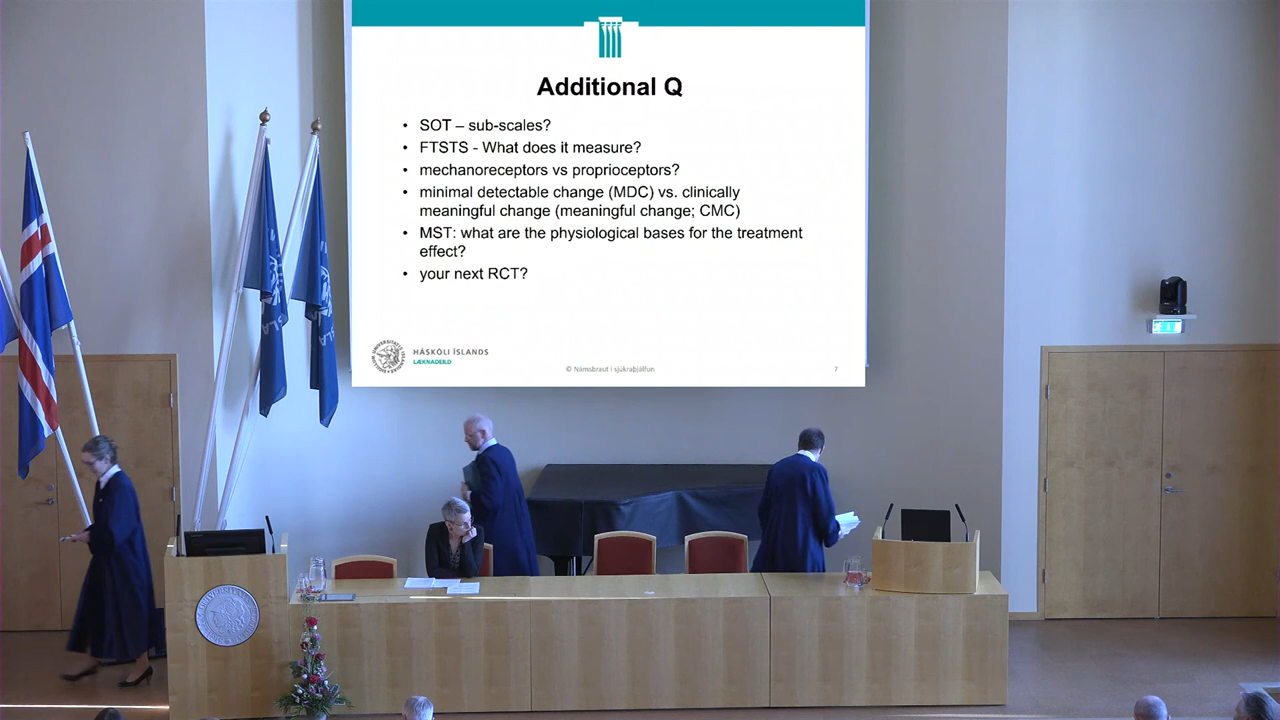 Additional Q
• SOT – sub-scales?
• FTSTS - What does it measure?
• mechanoreceptors vs proprioceptors?
• minimal detectable change (MDC) vs. clinically
meaningful change (meaningful change; CMC)
• MST: what are the physiological bases for the treatment
effect?
• your next RCT?
HÁSKÓLI ÍSLANDS
LÆKNADEILD
© Námsbraut í sjúkraþjálfun
7